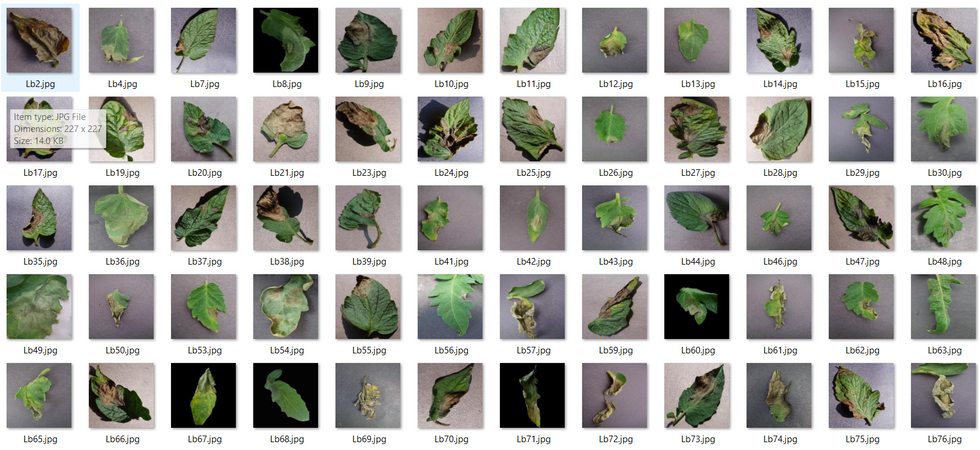 Lb2.jpg Lb4.jpg Lb7.jpg Lb8.jpg Lb9.jpg Lb10.jpg Lb11.jpg Lb12.jpg Lb13.jpg Lb14.jpg Lb15.jpg Lb16.jpg
Item type: JPG File
Dimensions: 227 x 227
Size: 14.0 KB
Lb17.jpg Lb19.jpg Lb20.jpg Lb21.jpg Lb23.jpg Lb24.jpg Lb25.jpg Lb26.jpg Lb27.jpg Lb28.jpg Lb29.jpg Lb30.jpg
Lb35.jpg Lb36.jpg Lb37.jpg Lb38.jpg Lb39.jpg Lb41.jpg Lb42.jpg Lb43.jpg Lb44.jpg Lb46.jpg Lb47.jpg Lb48.jpg
Lb49.jpg Lb50.jpg Lb53.jpg Lb54.jpg Lb55.jpg Lb56.jpg Lb57.jpg Lb59.jpg Lb60.jpg Lb61.jpg Lb62.jpg Lb63.jpg
Lb65.jpg Lb66.jpg Lb67.jpg Lb68.jpg Lb69.jpg Lb70.jpg Lb71.jpg Lb72.jpg Lb73.jpg Lb74.jpg Lb75.jpg Lb76.jpg